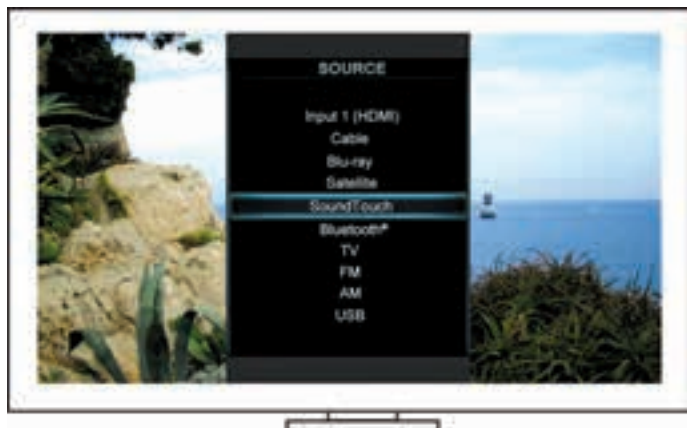 SOURCE
Input 1 (HDMI)
Cable
Blu-ray
Satellite
SoundTouch
Bluetooth®
TV
FM
AM
USB